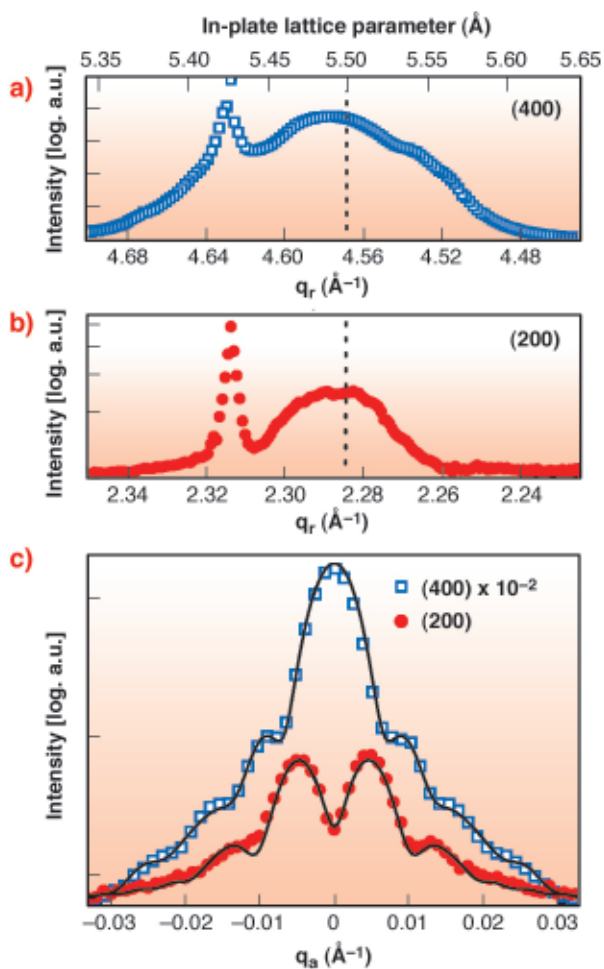 In-plate lattice parameter (Å)
5.35 5.40 5.43 5.45 5.50 5.55 5.60 5.65
a)
(400)
Intensity [log. a.u.]
4.68 4.64 4.60 4.56 4.52 4.48
qr (Å⁻¹)
b)
(200)
Intensity [log. a.u.]
2.34 2.32 2.30 2.28 2.26 2.24
qr (Å⁻¹)
c)
(400) x 10⁻²
(200)
Intensity [log. a.u.]
−0.03 −0.02 −0.01 0 0.01 0.02 0.03
qa (Å⁻¹)